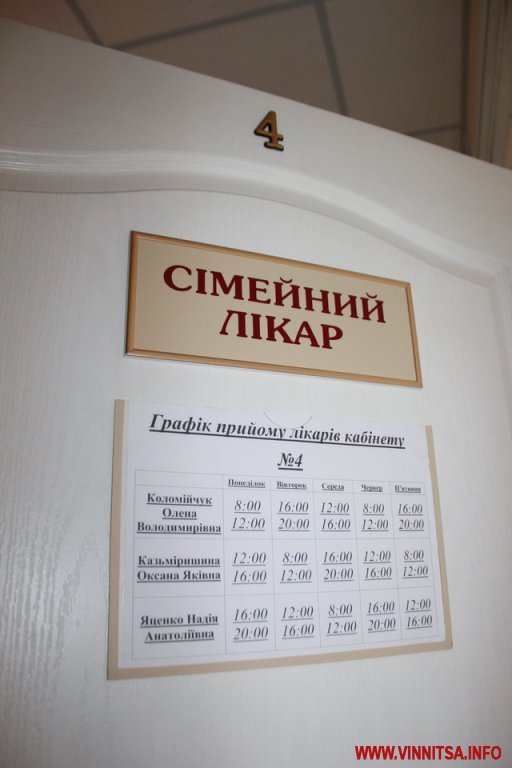 4
СІМЕЙНИЙ
ЛІКАР
Графік прийому лікарів кабінету
№4
Понеділок Вівторок Середа Червер П'ятниця
Коломійчук Олена Володимирівна 8:00 12:00 16:00 20:00 12:00 16:00 8:00 12:00 16:00 20:00
Казьміришина Оксана Яківна 12:00 16:00 8:00 12:00 16:00 20:00 12:00 16:00 8:00 12:00
Яценко Надія Анатоліївна 16:00 20:00 12:00 16:00 8:00 12:00 16:00 20:00 12:00 16:00
WWW.VINNITSA.INFO